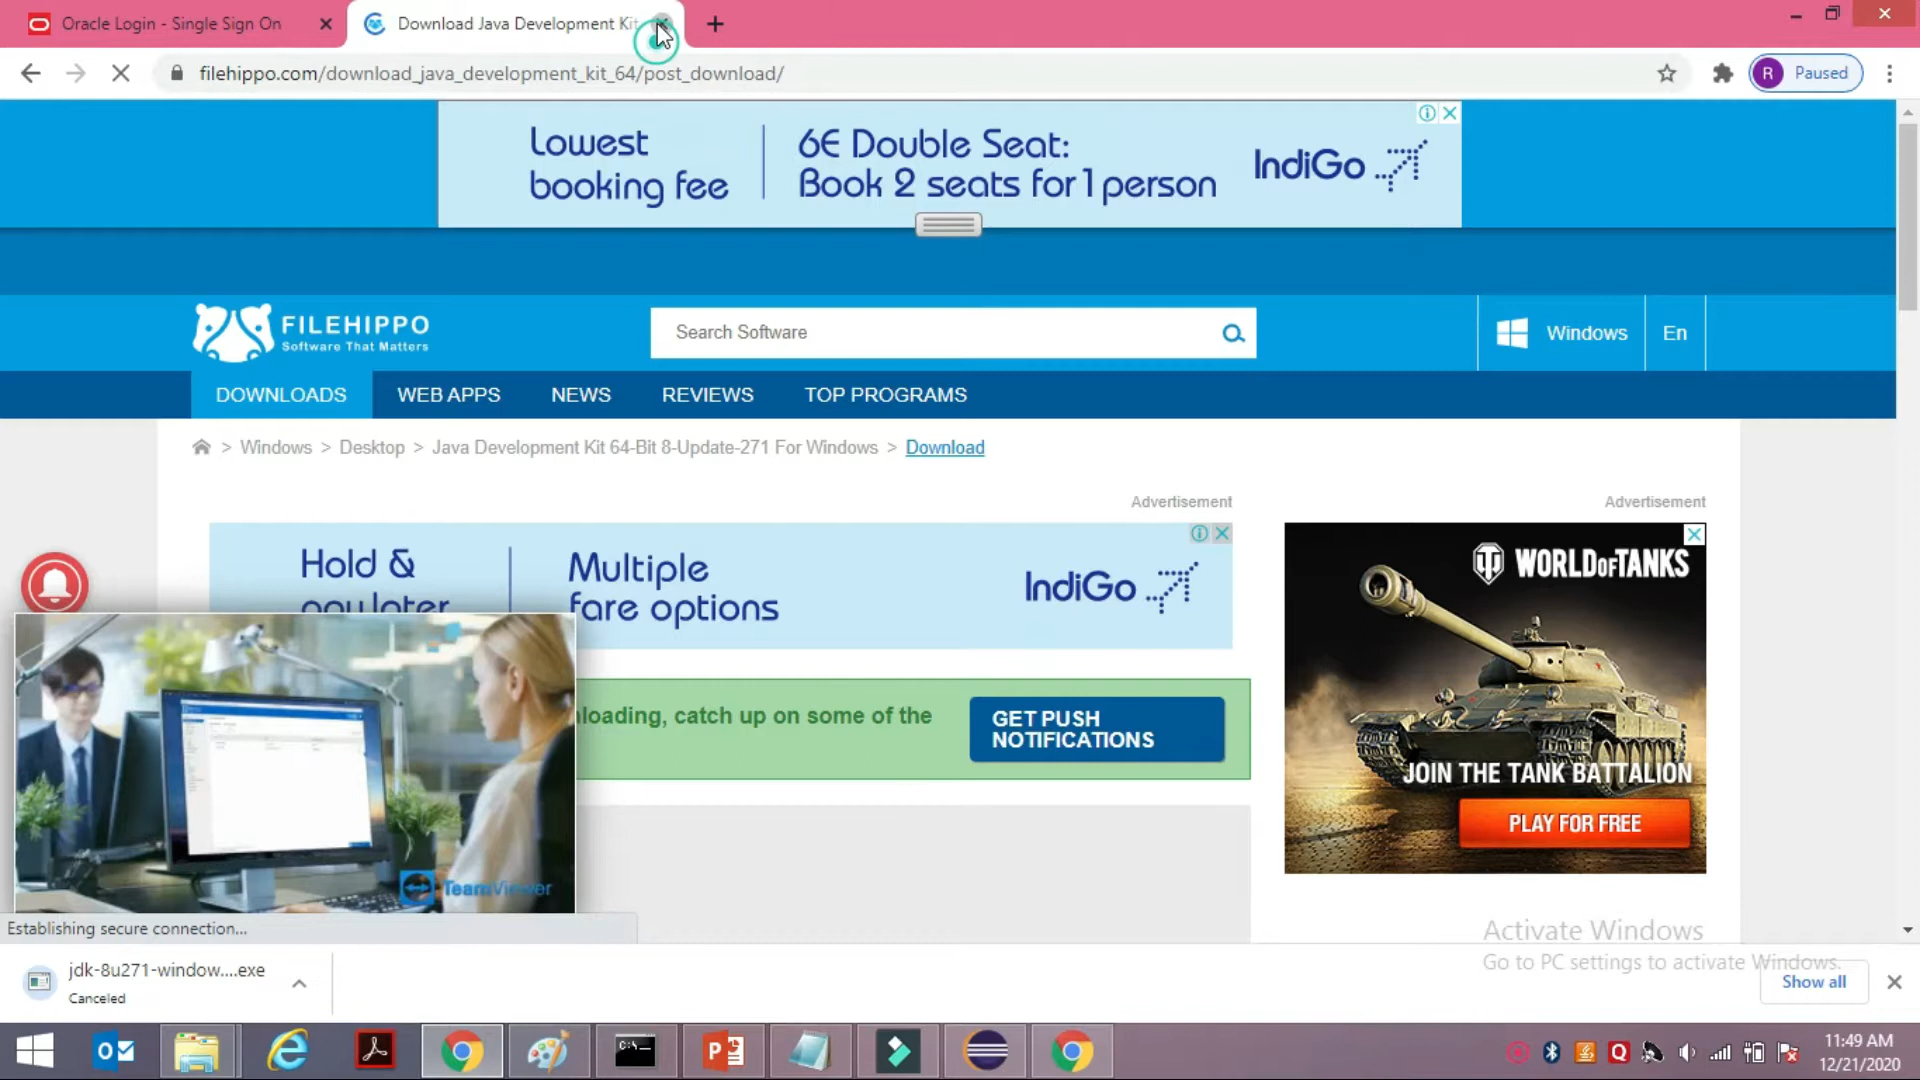 Oracle Login - Single Sign On
Download Java Development Kit
filehippo.com/download_java_development_kit_64/post_download/
R Paused
Lowest
booking fee
6E Double Seat:
Book 2 seats for 1 person
IndiGo
FILEHIPPO
Software That Matters
Search Software
Windows
En
DOWNLOADS
WEB APPS
NEWS
REVIEWS
TOP PROGRAMS
> Windows > Desktop > Java Development Kit 64-Bit 8-Update-271 For Windows > Download
Advertisement
Advertisement
Hold &
pay later
Multiple
fare options
IndiGo
WORLD OF TANKS
JOIN THE TANK BATTALION
PLAY FOR FREE
loading, catch up on some of the
GET PUSH
NOTIFICATIONS
TeamViewer
Establishing secure connection...
Activate Windows
Go to PC settings to activate Windows.
jdk-8u271-window....exe
Canceled
Show all
11:49 AM
12/21/2020